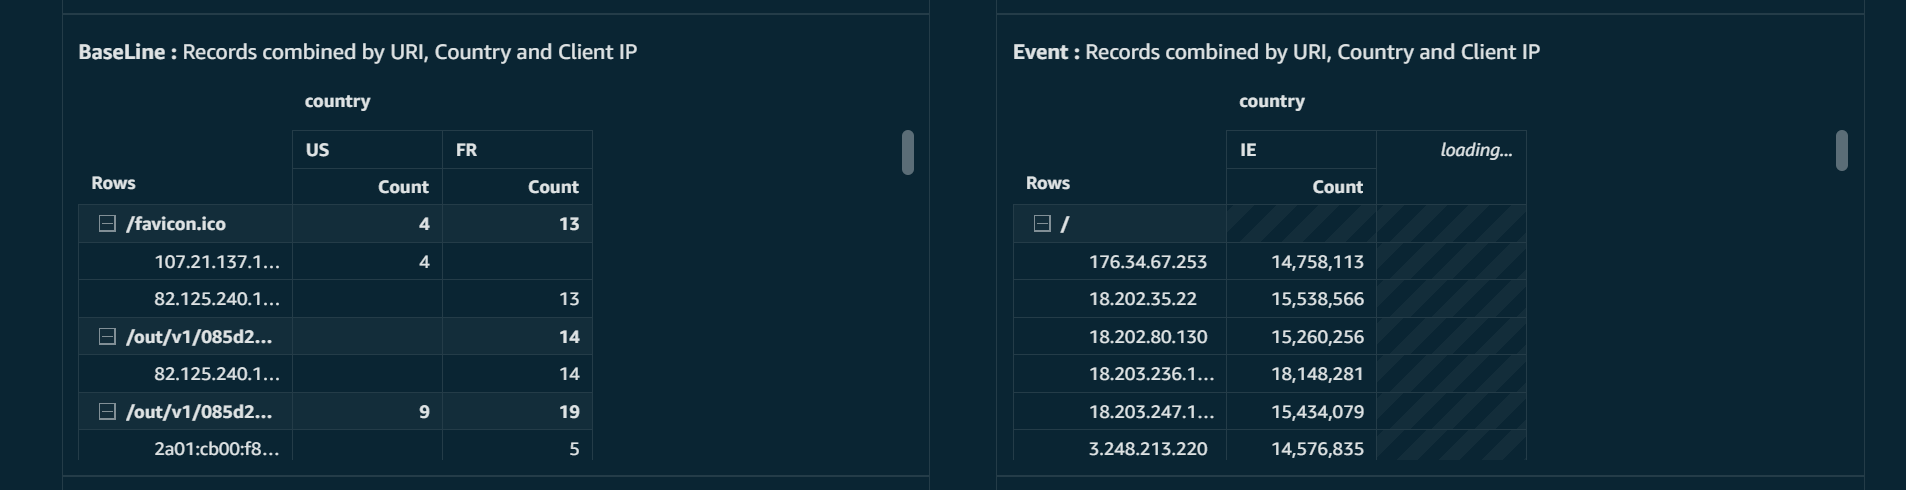 BaseLine : Records combined by URI, Country and Client IP
country
US FR
Rows Count Count
/favicon.ico 4 13
107.21.137.1... 4
82.125.240.1... 13
/out/v1/085d2... 14
82.125.240.1... 14
/out/v1/085d2... 9 19
2a01:cb00:f8... 5
Event : Records combined by URI, Country and Client IP
country
IE loading...
Rows Count
/
176.34.67.253 14,758,113
18.202.35.22 15,538,566
18.202.80.130 15,260,256
18.203.236.1... 18,148,281
18.203.247.1... 15,434,079
3.248.213.220 14,576,835